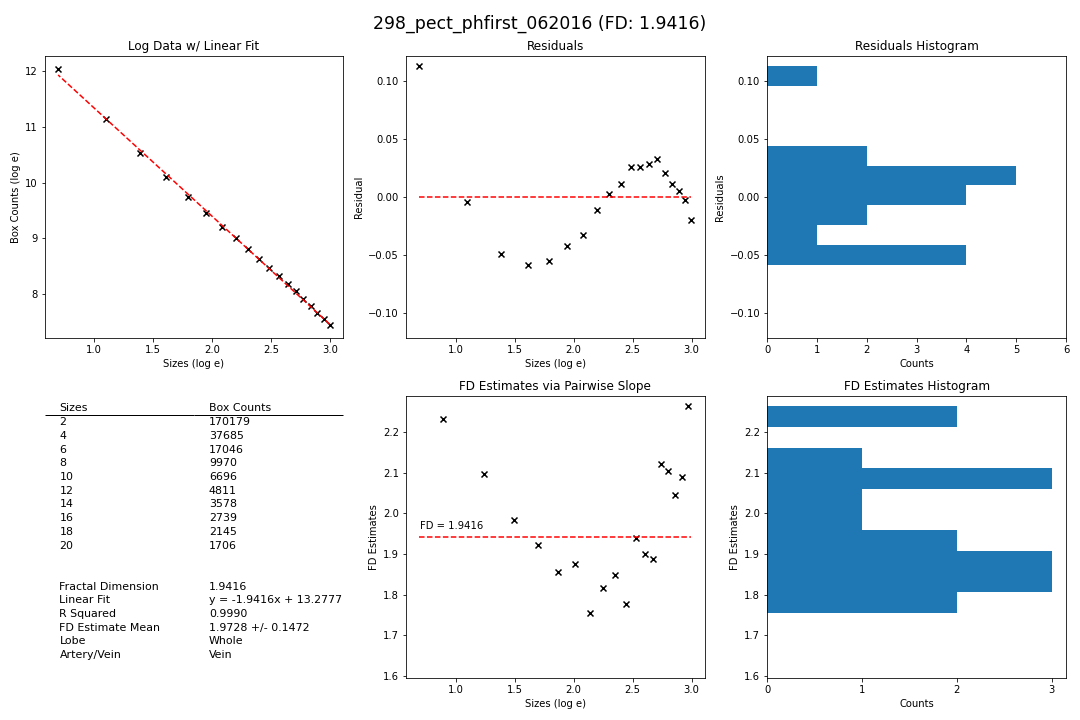 298_pect_phfirst_062016 (FD: 1.9416)
Log Data w/ Linear Fit
Box Counts (log e)
12
11
10
9
8
1.0 1.5 2.0 2.5 3.0
Sizes (log e)
Residuals
Residual
0.10
0.05
0.00
−0.05
−0.10
1.0 1.5 2.0 2.5 3.0
Sizes (log e)
Residuals Histogram
Residuals
0.10
0.05
0.00
−0.05
−0.10
0 1 2 3 4 5 6
Counts
Sizes Box Counts
2 170179
4 37685
6 17046
8 9970
10 6696
12 4811
14 3578
16 2739
18 2145
20 1706
Fractal Dimension 1.9416
Linear Fit y = -1.9416x + 13.2777
R Squared 0.9990
FD Estimate Mean 1.9728 +/- 0.1472
Lobe Whole
Artery/Vein Vein
FD Estimates via Pairwise Slope
FD Estimates
2.2
2.1
2.0
1.9
1.8
1.7
1.6
FD = 1.9416
1.0 1.5 2.0 2.5 3.0
Sizes (log e)
FD Estimates Histogram
FD Estimates
2.2
2.1
2.0
1.9
1.8
1.7
1.6
0 1 2 3
Counts